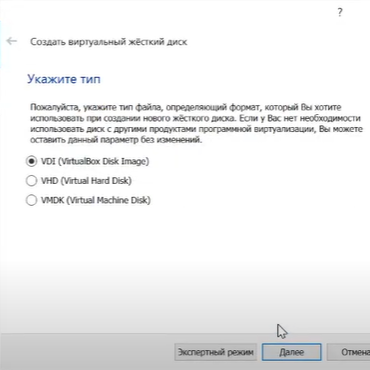 ?
← Создать виртуальный жёсткий диск
Укажите тип
Пожалуйста, укажите тип файла, определяющий формат, который Вы хотите
использовать при создании нового жёсткого диска. Если у Вас нет необходимости
использовать диск с другими продуктами программной виртуализации, Вы можете
оставить данный параметр без изменений.
VDI (VirtualBox Disk Image)
VHD (Virtual Hard Disk)
VMDK (Virtual Machine Disk)
Экспертный режим Далее Отмена